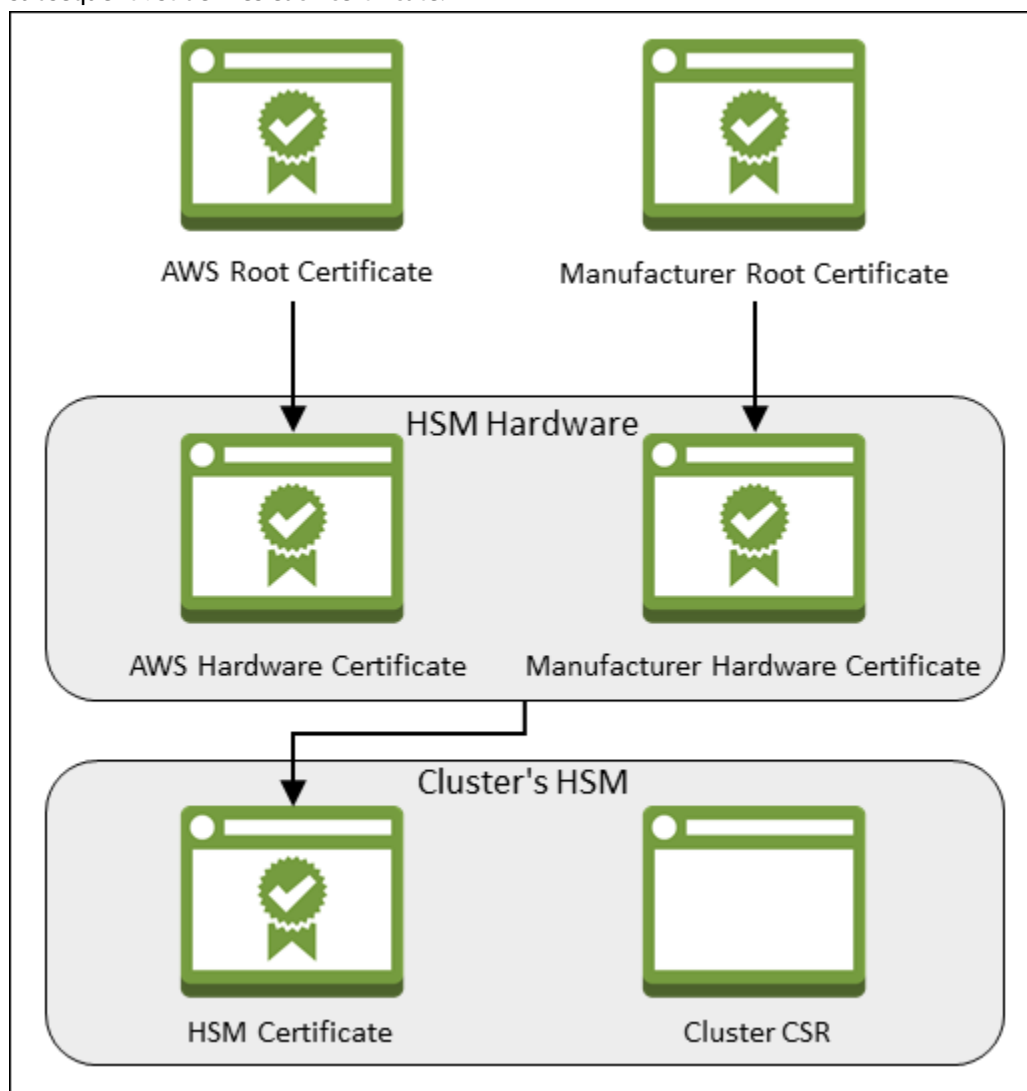 AWS Root Certificate
Manufacturer Root Certificate
HSM Hardware
AWS Hardware Certificate
Manufacturer Hardware Certificate
Cluster's HSM
HSM Certificate
Cluster CSR